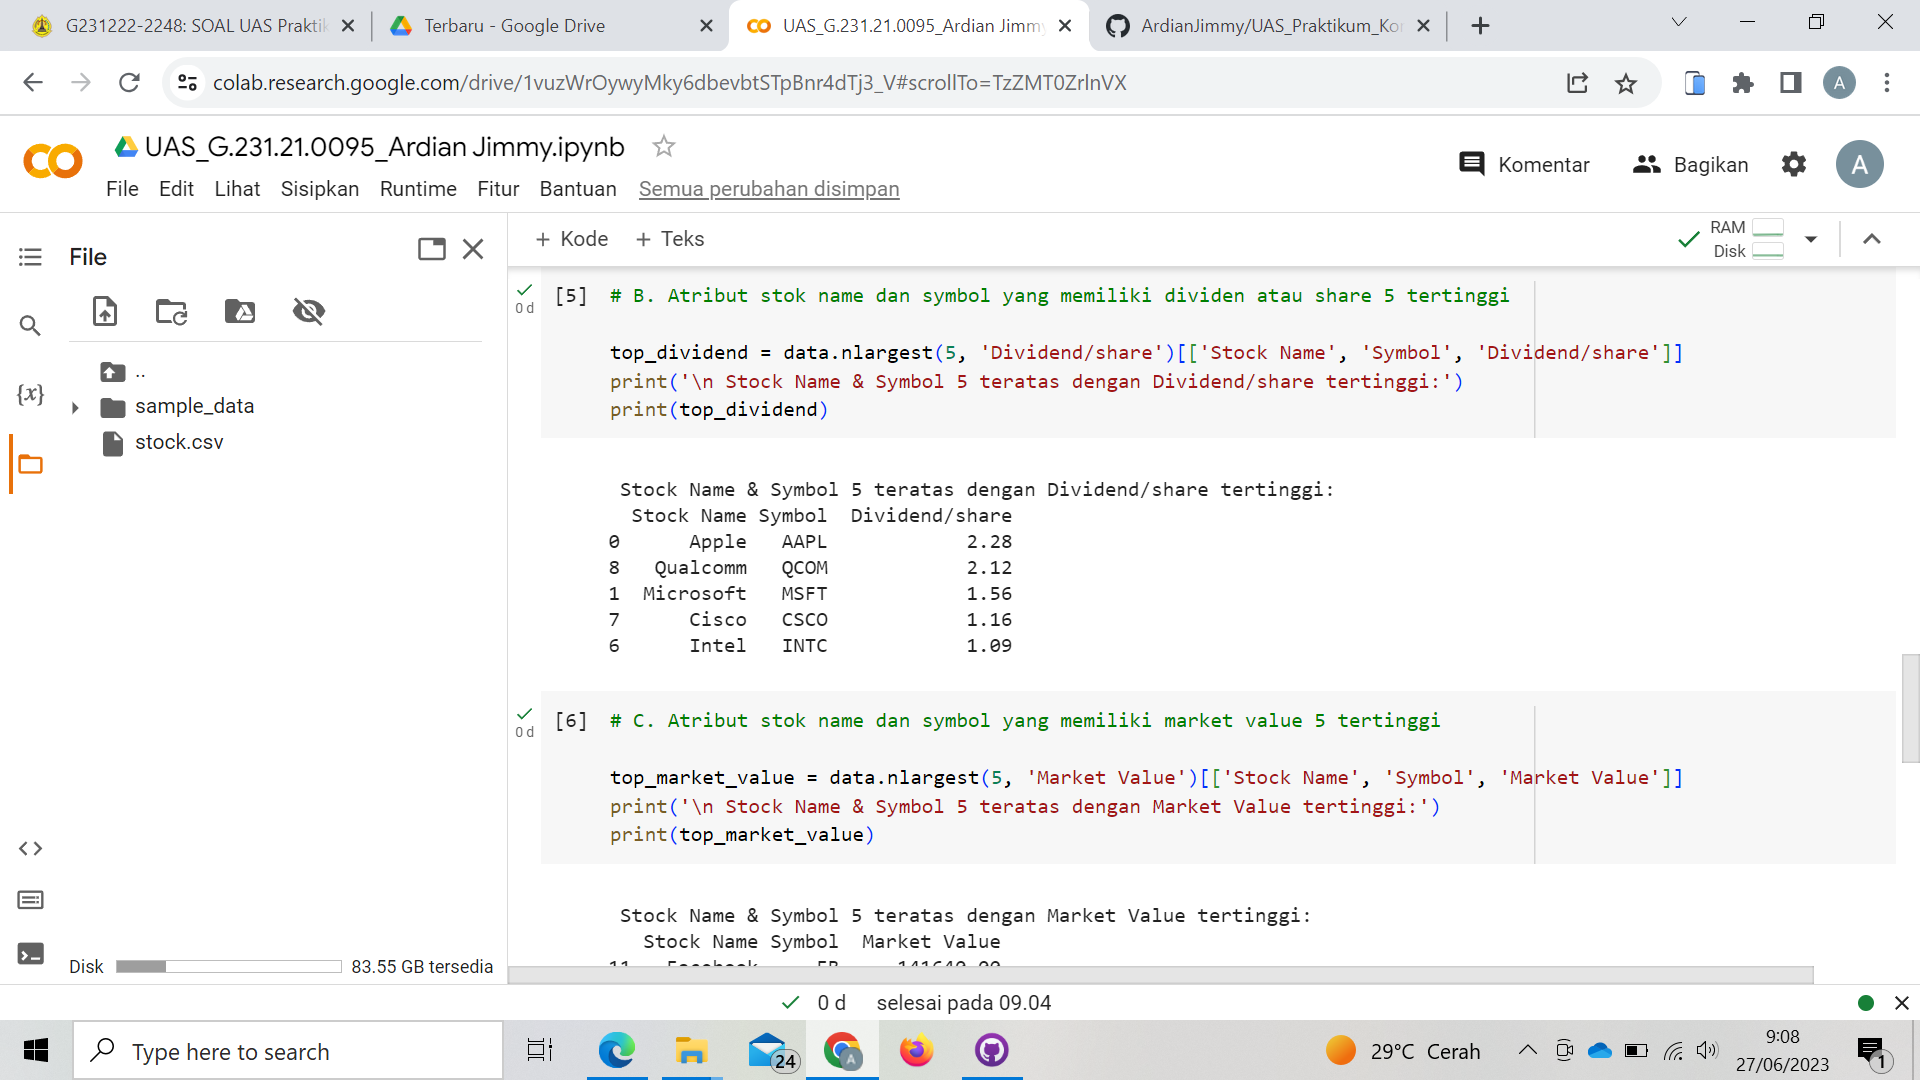 G231222-2248: SOAL UAS Prakti
Terbaru - Google Drive
UAS_G.231.21.0095_Ardian Jimmy
ArdianJimmy/UAS_Praktikum_Ko
colab.research.google.com/drive/1vuzWrOywyMky6dbevbtSTpBnr4dTj3_V#scrollTo=TzZMT0ZrlnVX
A
UAS_G.231.21.0095_Ardian Jimmy.ipynb
File Edit Lihat Sisipkan Runtime Fitur Bantuan Semua perubahan disimpan
Komentar
Bagikan
A
File
+ Kode + Teks
RAM
Disk
..
sample_data
stock.csv
{x}
0 d
[5] # B. Atribut stok name dan symbol yang memiliki dividen atau share 5 tertinggi
top_dividend = data.nlargest(5, 'Dividend/share')[['Stock Name', 'Symbol', 'Dividend/share']]
print('\n Stock Name & Symbol 5 teratas dengan Dividend/share tertinggi:')
print(top_dividend)
Stock Name & Symbol 5 teratas dengan Dividend/share tertinggi:
Stock Name Symbol Dividend/share
0 Apple AAPL 2.28
8 Qualcomm QCOM 2.12
1 Microsoft MSFT 1.56
7 Cisco CSCO 1.16
6 Intel INTC 1.09
0 d
[6] # C. Atribut stok name dan symbol yang memiliki market value 5 tertinggi
top_market_value = data.nlargest(5, 'Market Value')[['Stock Name', 'Symbol', 'Market Value']]
print('\n Stock Name & Symbol 5 teratas dengan Market Value tertinggi:')
print(top_market_value)
Stock Name & Symbol 5 teratas dengan Market Value tertinggi:
Stock Name Symbol Market Value
Disk 83.55 GB tersedia
0 d selesai pada 09.04
Type here to search
24
A
29°C Cerah
9:08
27/06/2023
1